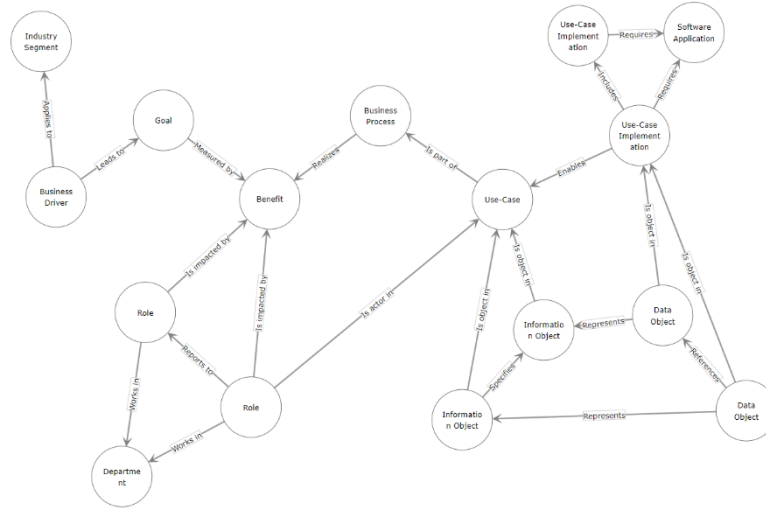 Industry
Segment
Use-Case
Implement
ation
Requires
Software
Application
Applies to
Goal
Business
Process
Includes
Requires
Use-Case
Implement
ation
Leads to
Measured by
Realizes
Is part of
Enables
Business
Driver
Benefit
Use-Case
Is impacted by
Is impacted by
Is actor in
Is object in
Is object in
Is object in
Is object in
Role
Informatio
n Object
Represents
Data
Object
Reports to
Specifies
References
Works in
Role
Works in
Informatio
n Object
Represents
Data
Object
Departme
nt